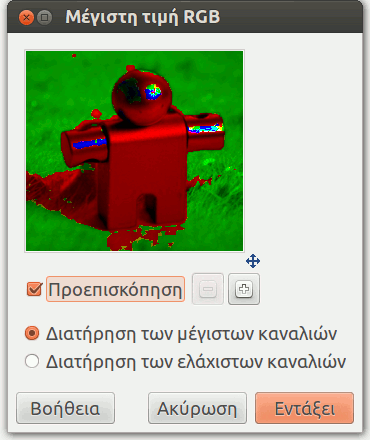 Μέγιστη τιμή RGB
Προεπισκόπηση
Διατήρηση των μέγιστων καναλιών
Διατήρηση των ελάχιστων καναλιών
Βοήθεια Ακύρωση Εντάξει